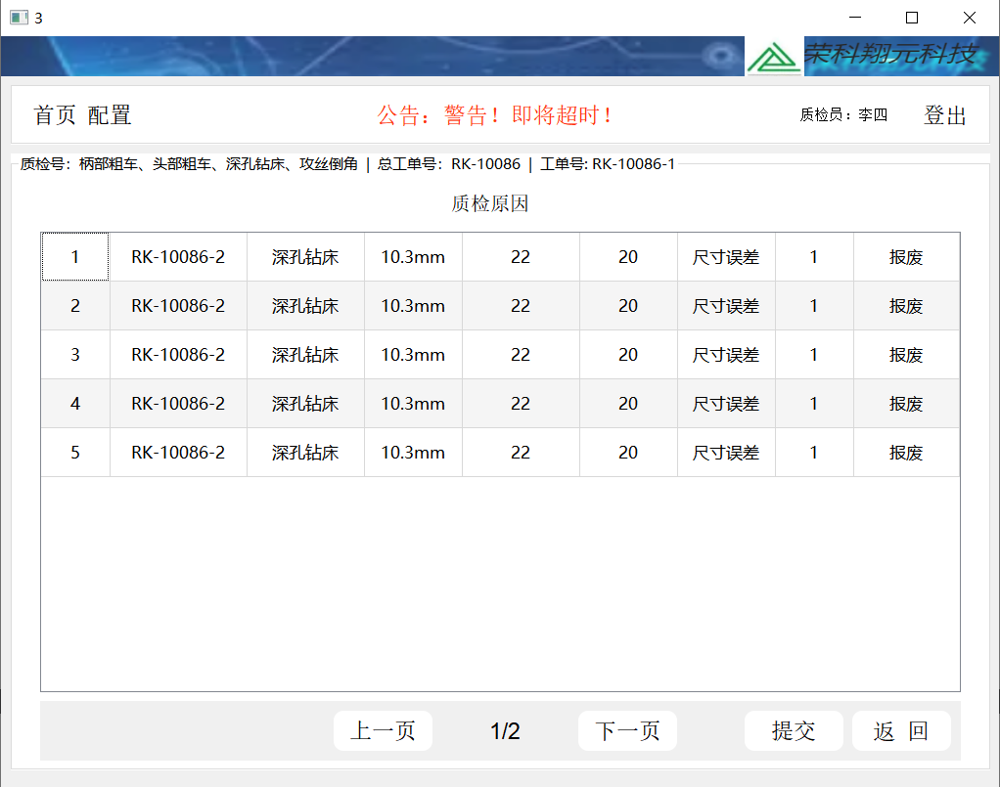 3
荣科翔元科技
首页 配置 公告：警告！即将超时！ 质检员：李四 登出
质检号：柄部粗车、头部粗车、深孔钻床、攻丝倒角 | 总工单号：RK-10086 | 工单号: RK-10086-1
质检原因
1 RK-10086-2 深孔钻床 10.3mm 22 20 尺寸误差 1 报废
2 RK-10086-2 深孔钻床 10.3mm 22 20 尺寸误差 1 报废
3 RK-10086-2 深孔钻床 10.3mm 22 20 尺寸误差 1 报废
4 RK-10086-2 深孔钻床 10.3mm 22 20 尺寸误差 1 报废
5 RK-10086-2 深孔钻床 10.3mm 22 20 尺寸误差 1 报废
上一页 1/2 下一页 提交 返 回